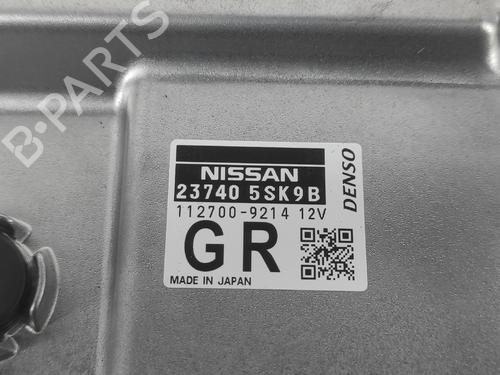 B-PARTS
NISSAN
23740 5SK9B
112700-9214 12V
GR
MADE IN JAPAN
DENSO